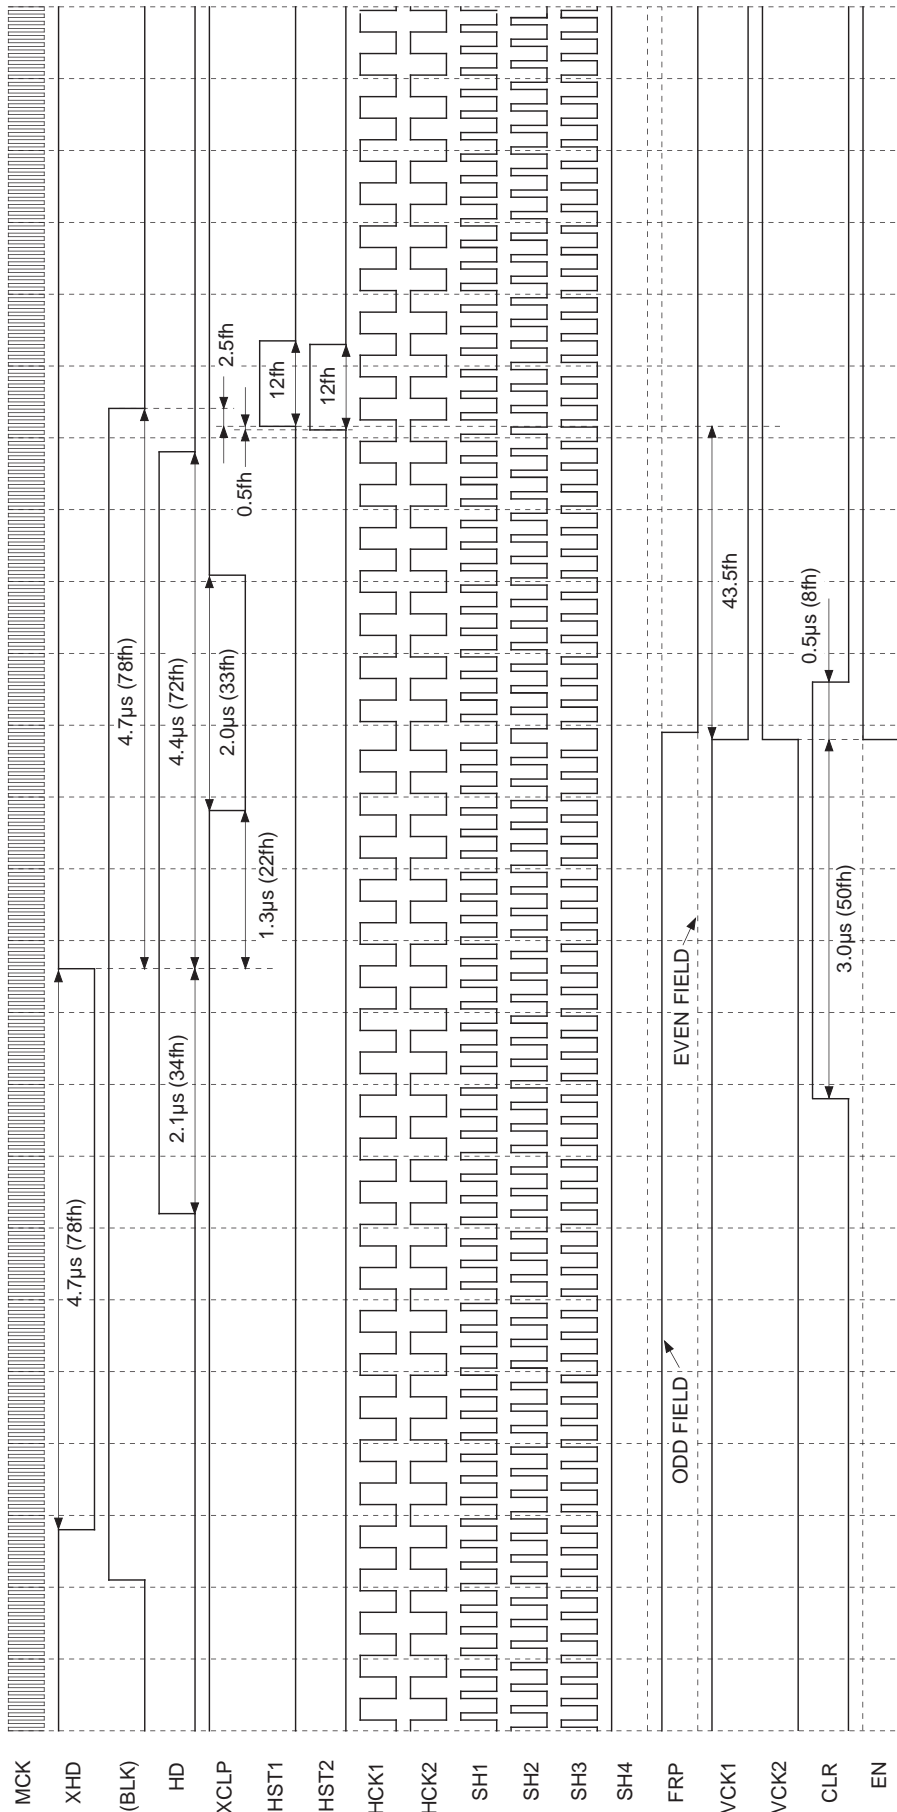 MCK
XHD
(BLK)
HD
XCLP
HST1
HST2
HCK1
HCK2
SH1
SH2
SH3
SH4
FRP
VCK1
VCK2
CLR
EN
4.7µs (78fh)
4.7µs (78fh)
2.1µs (34fh)
4.4µs (72fh)
2.0µs (33fh)
1.3µs (22fh)
2.5fh
0.5fh
12fh
12fh
ODD FIELD
EVEN FIELD
43.5fh
3.0µs (50fh)
0.5µs (8fh)